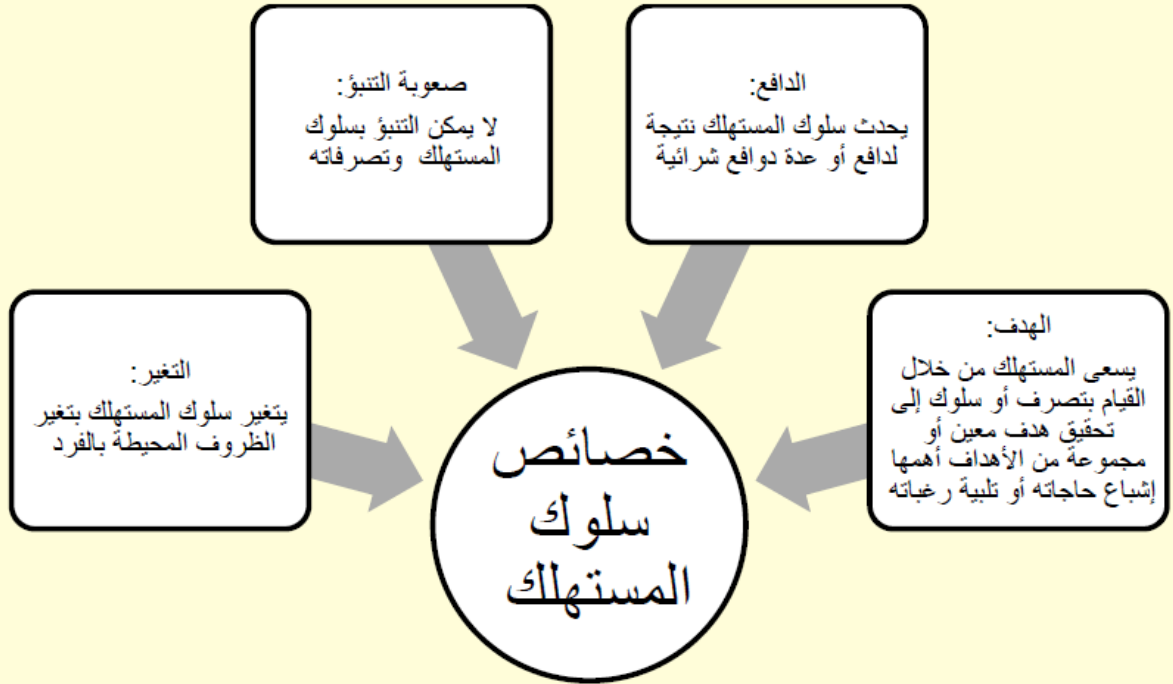 الدافع:
يحدث سلوك المستهلك نتيجة
لدافع أو عدة دوافع شرائية
صعوبة التنبؤ:
لا يمكن التنبؤ بسلوك
المستهلك وتصرفاته
الهدف:
يسعى المستهلك من خلال
القيام بتصرف أو سلوك إلى
تحقيق هدف معين أو
مجموعة من الأهداف أهمها
إشباع حاجاته أو تلبية رغباته
التغير:
يتغير سلوك المستهلك بتغير
الظروف المحيطة بالفرد
خصائص
سلوك
المستهلك